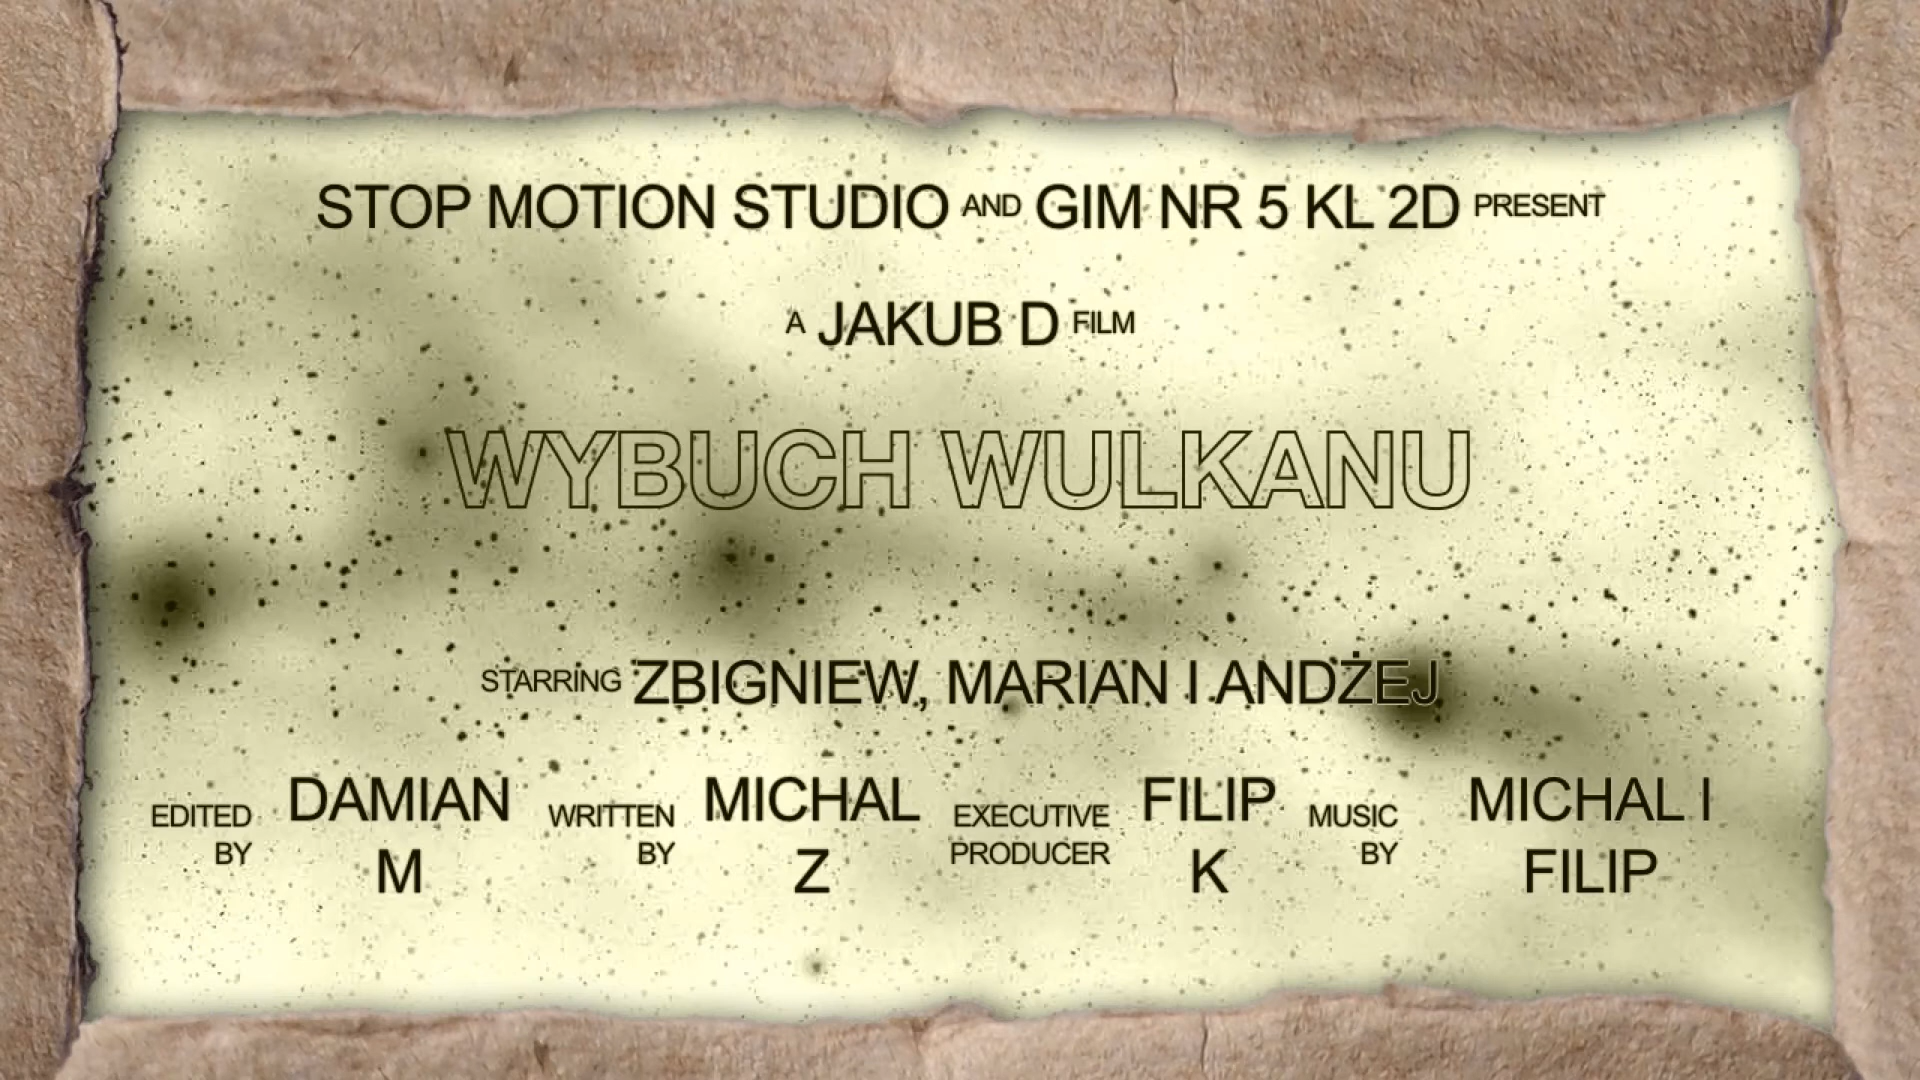 STOP MOTION STUDIO AND GIM NR 5 KL 2D PRESENT
A JAKUB D FILM
WYBUCH WULKANU
STARRING ZBIGNIEW, MARIAN I ANDŻEJ
EDITED BY DAMIAN M WRITTEN BY MICHAL Z EXECUTIVE PRODUCER FILIP K MUSIC BY MICHAL I FILIP